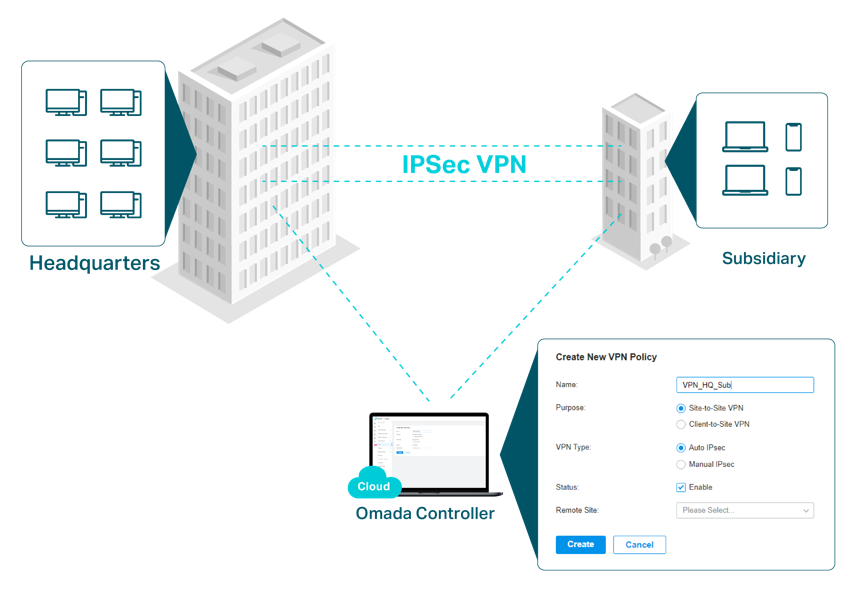 IPSec VPN
Headquarters
Subsidiary
Create New VPN Policy
Name:
VPN_HQ_Sub
Purpose:
Site-to-Site VPN
Client-to-Site VPN
VPN Type:
Auto IPsec
Manual IPsec
Status:
Enable
Remote Site:
Please Select...
Create
Cancel
Cloud
Omada Controller